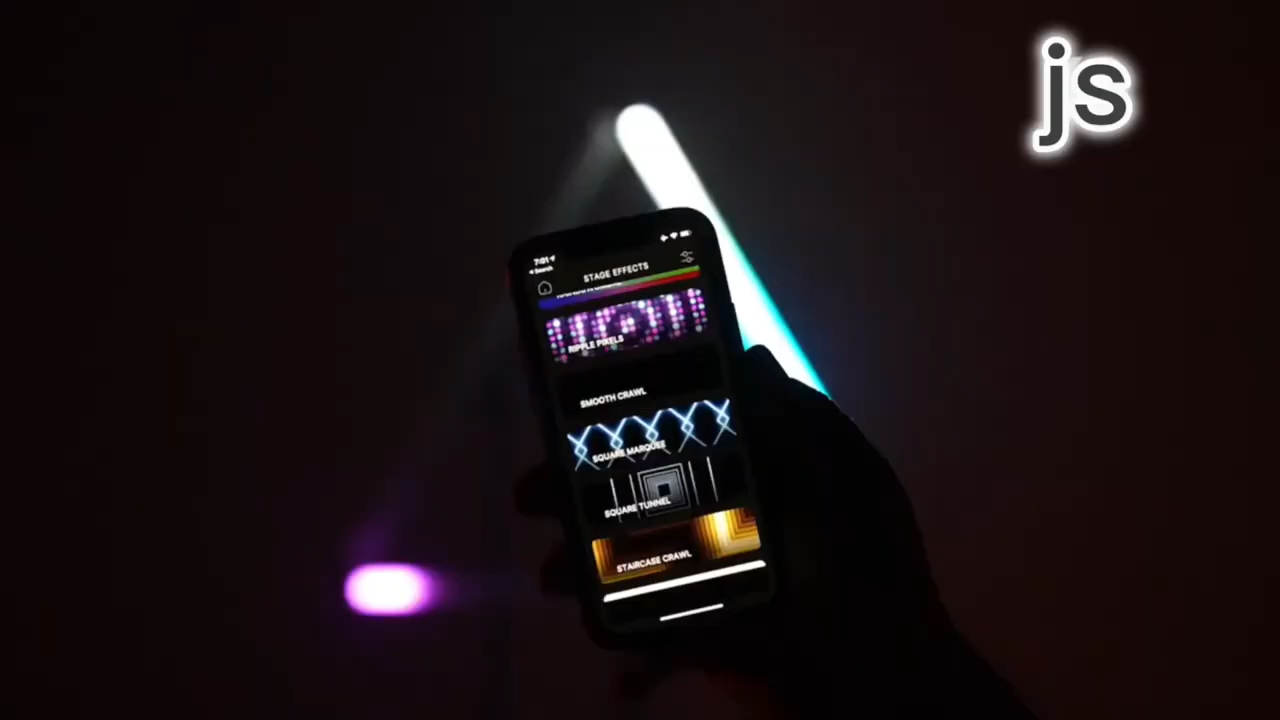 js
7:01
Search
STAGE EFFECTS
RIPPLE PIXELS
SMOOTH CRAWL
SQUARE MARQUEE
SQUARE TUNNEL
STAIRCASE CRAWL